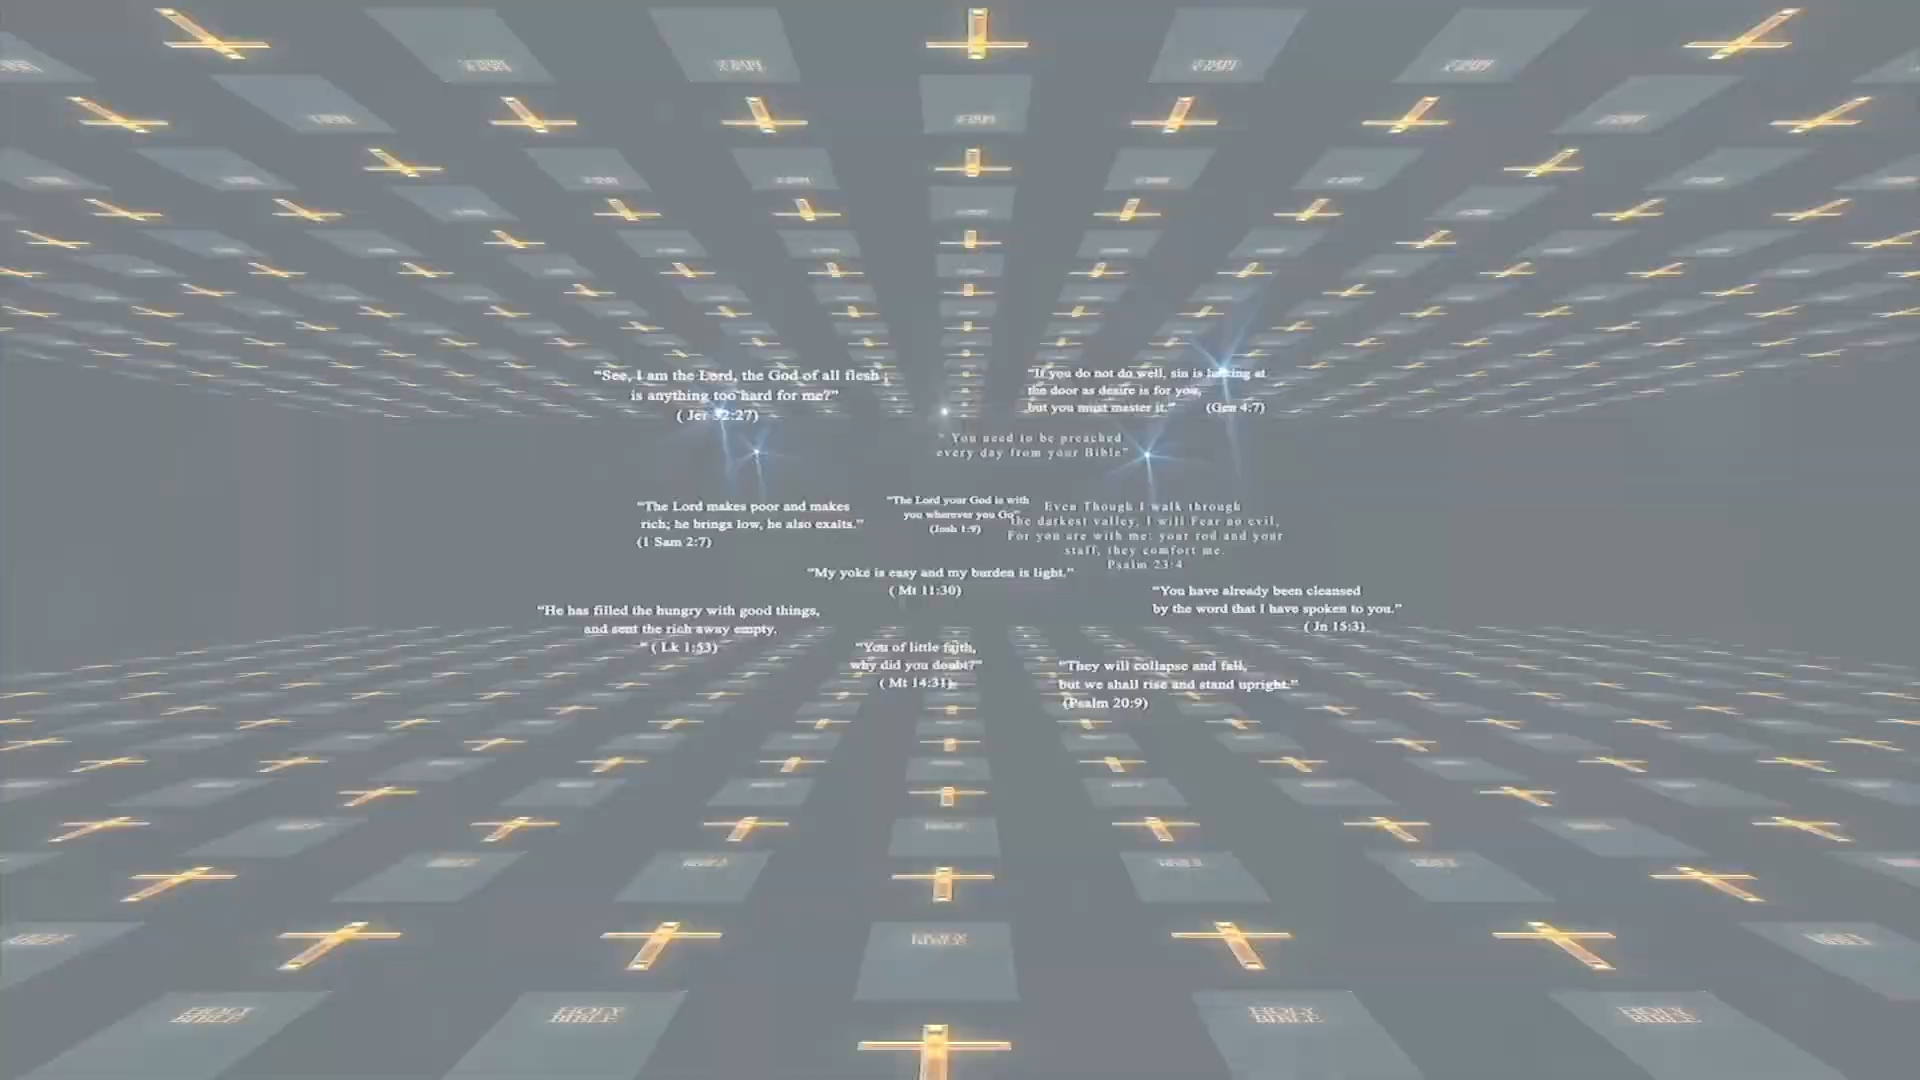 "See, I am the Lord, the God of all flesh ;
is anything too hard for me?"
( Jer 32:27)
"If you do not do well, sin is lurking at
the door as desire is for you,
but you must master it." (Gen 4:7)
" You need to be preached
every day from your Bible"
"The Lord makes poor and makes
rich; he brings low, he also exalts."
(1 Sam 2:7)
"The Lord your God is with
you wherever you Go"
(Josh 1:9)
Even Though I walk through
the darkest valley, I will Fear no evil,
For you are with me; your rod and your
staff, they comfort me.
Psalm 23:4
"My yoke is easy and my burden is light."
( Mt 11:30)
"You have already been cleansed
by the word that I have spoken to you."
( Jn 15:3)
"He has filled the hungry with good things,
and sent the rich away empty.
" ( Lk 1:53)
"You of little faith,
why did you doubt?"
( Mt 14:31)
"They will collapse and fall,
but we shall rise and stand upright."
(Psalm 20:9)
HOLY
BIBLE
HOLY
BIBLE
HOLY
BIBLE
HOLY
BIBLE
HOLY
BIBLE